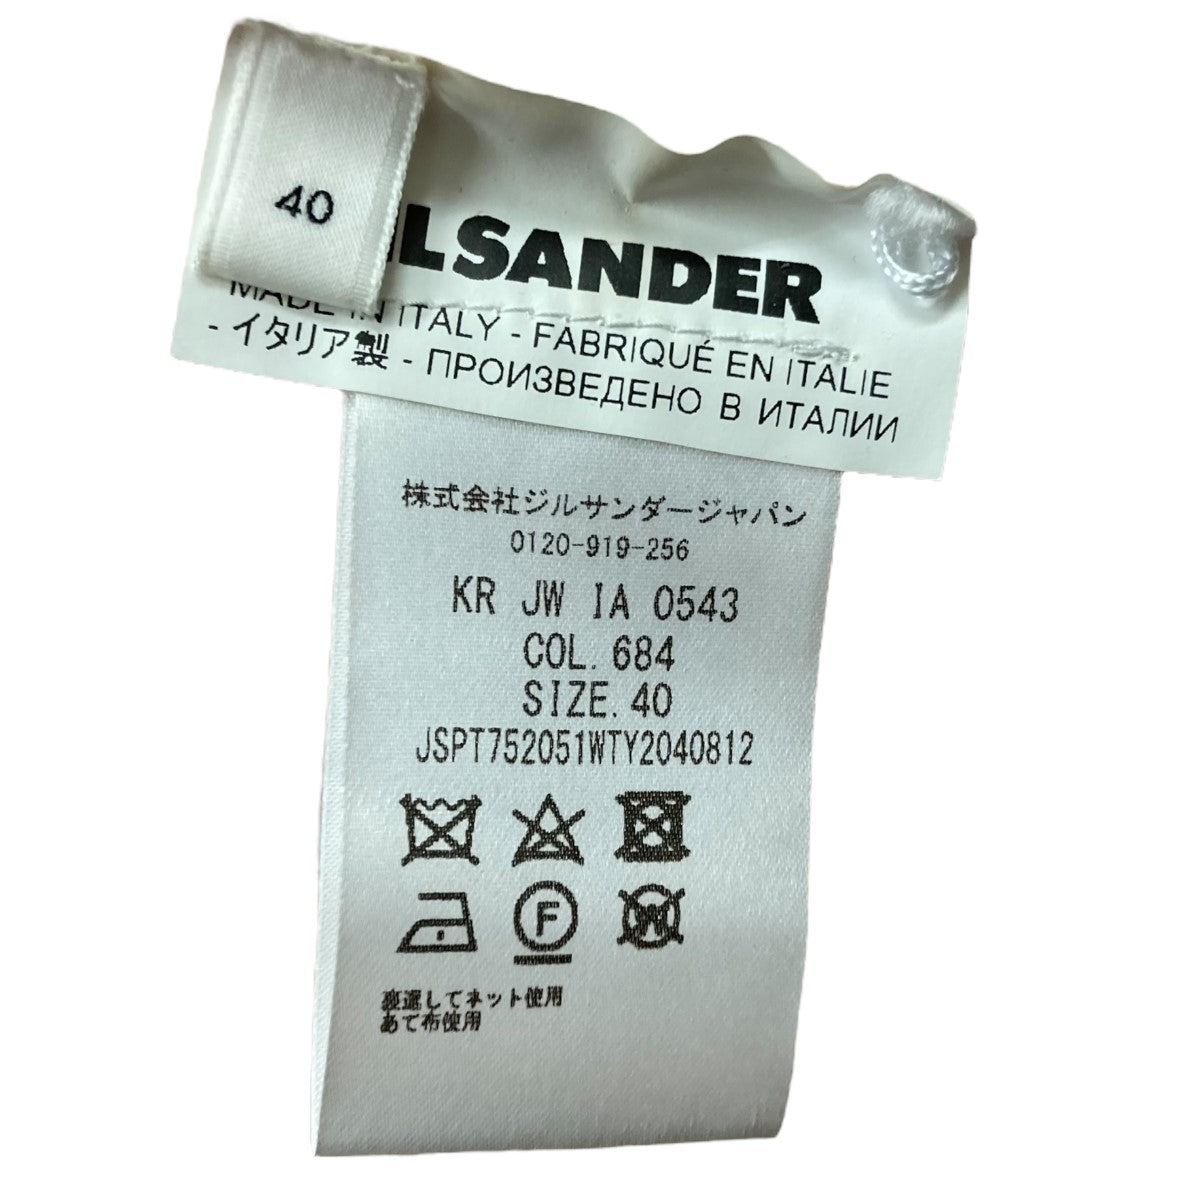 40
ILSANDER
MADE IN ITALY - FABRIQUÉ EN ITALIE
- イタリア製 - ПРОИЗВЕДЕНО В ИТАЛИИ
株式会社ジルサンダージャパン
0120-919-256
KR JW IA 0543
COL. 684
SIZE. 40
JSPT752051WTY2040812
F
W
裏返してネット使用
あて布使用